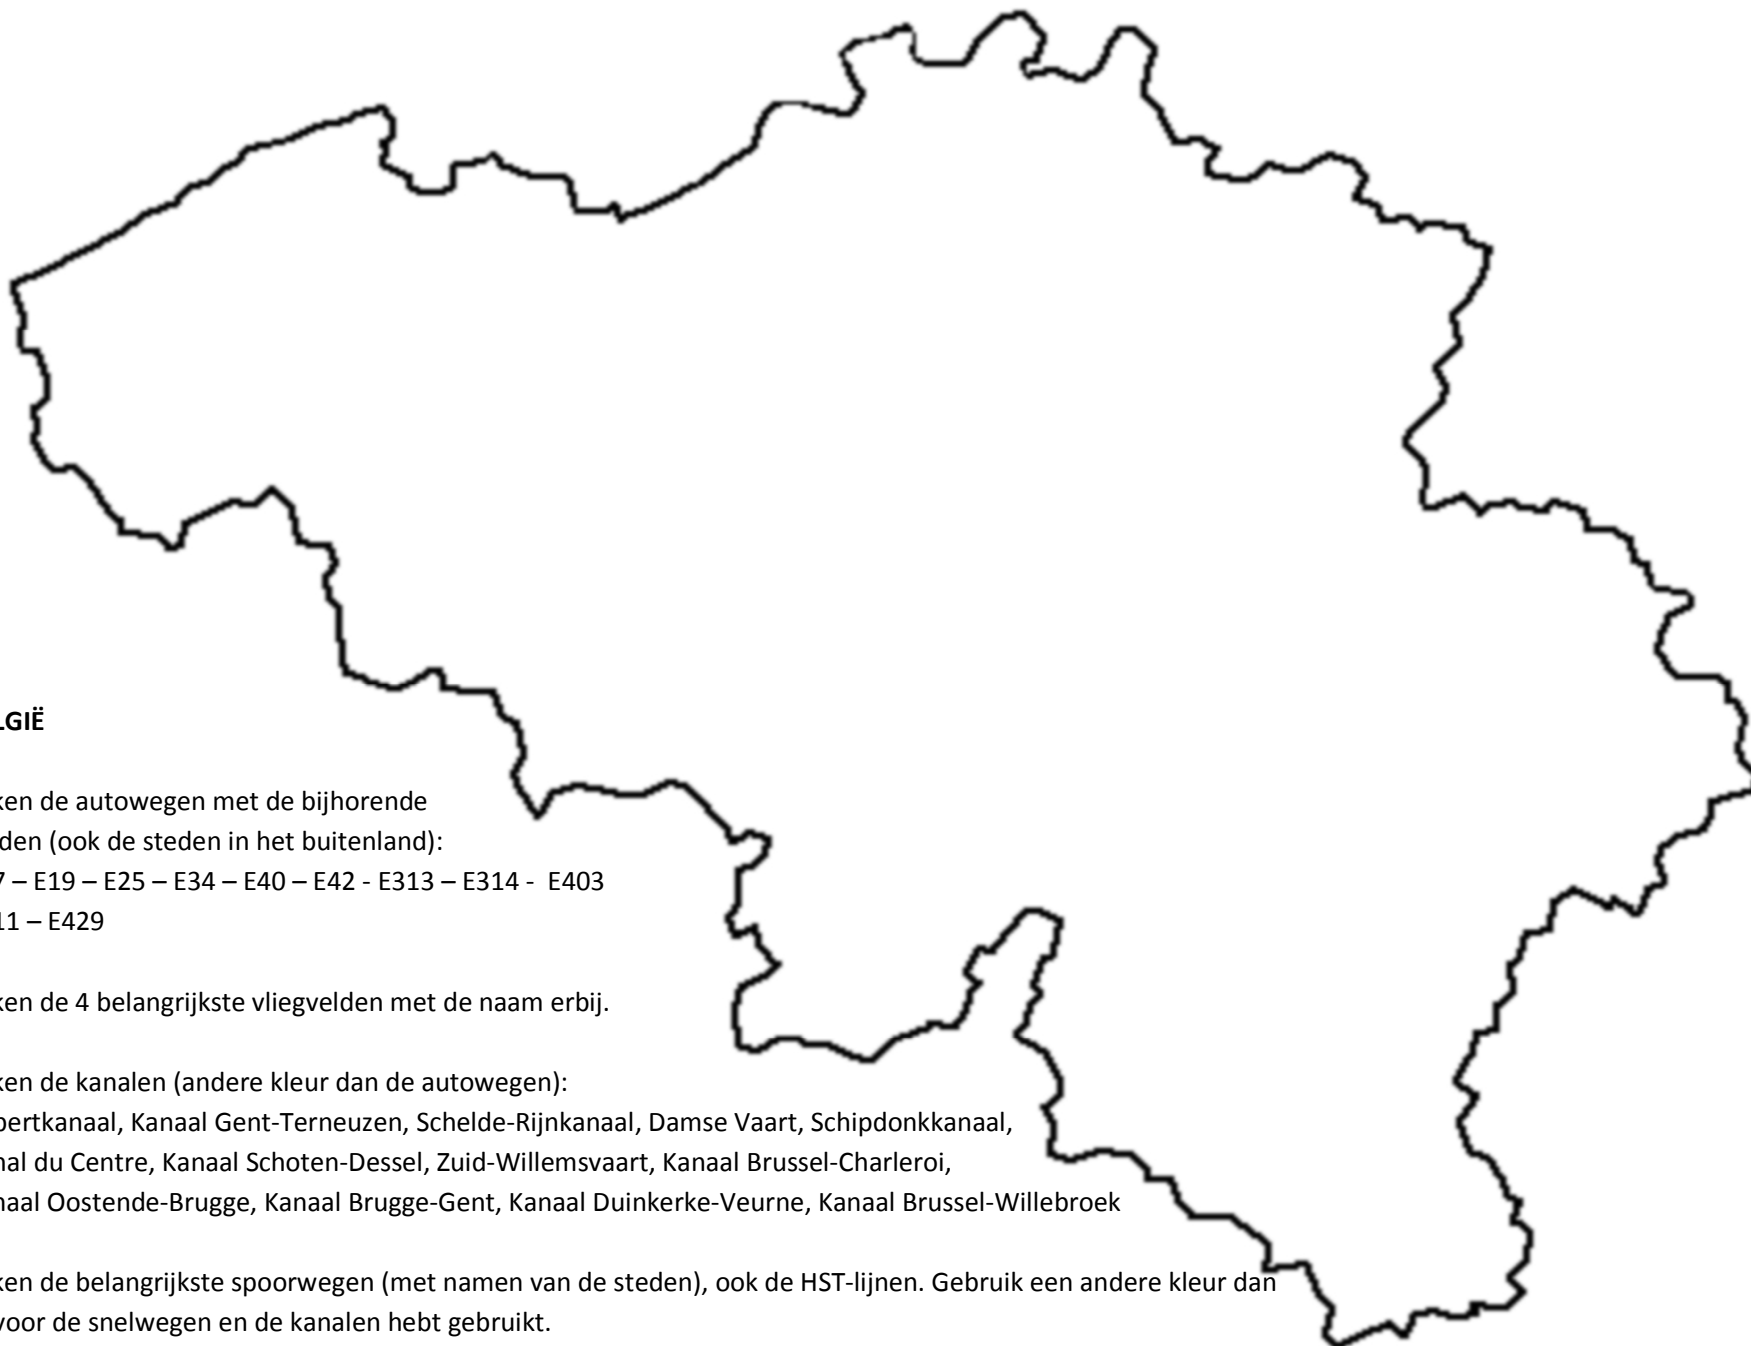 LGIË
ken de autowegen met de bijhorende
den (ook de steden in het buitenland):
7 – E19 – E25 – E34 – E40 – E42 - E313 – E314 - E403
11 – E429
ken de 4 belangrijkste vliegvelden met de naam erbij.
ken de kanalen (andere kleur dan de autowegen):
bertkanaal, Kanaal Gent-Terneuzen, Schelde-Rijnkanaal, Damse Vaart, Schipdonkkanaal,
nal du Centre, Kanaal Schoten-Dessel, Zuid-Willemsvaart, Kanaal Brussel-Charleroi,
naal Oostende-Brugge, Kanaal Brugge-Gent, Kanaal Duinkerke-Veurne, Kanaal Brussel-Willebroek
ken de belangrijkste spoorwegen (met namen van de steden), ook de HST-lijnen. Gebruik een andere kleur dan
voor de snelwegen en de kanalen hebt gebruikt.